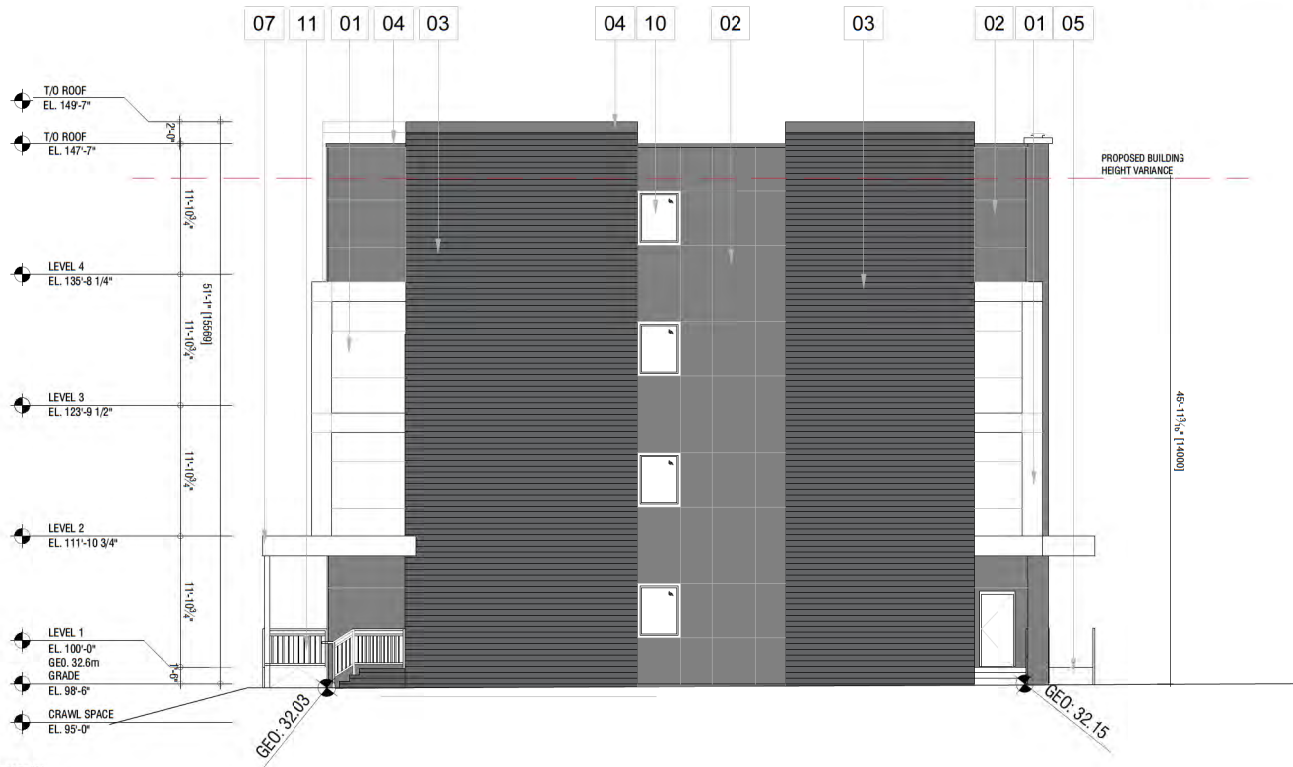 07 11 01 04 03 04 10 02 03 02 01 05
T/O ROOF
EL. 149'-7"
T/O ROOF
EL. 147'-7"
2'-0"
PROPOSED BUILDING
HEIGHT VARIANCE
11'-10¾"
LEVEL 4
EL. 135'-8 1/4"
51'-1" [15569]
11'-10¾"
LEVEL 3
EL. 123'-9 1/2"
45'-11³⁄₁₆" [14000]
11'-10¾"
LEVEL 2
EL. 111'-10 3/4"
11'-10¾"
LEVEL 1
EL. 100'-0"
GEO. 32.6m
GRADE
EL. 98'-6"
1'-6"
CRAWL SPACE
EL. 95'-0"
GEO: 32.03
GEO: 32.15